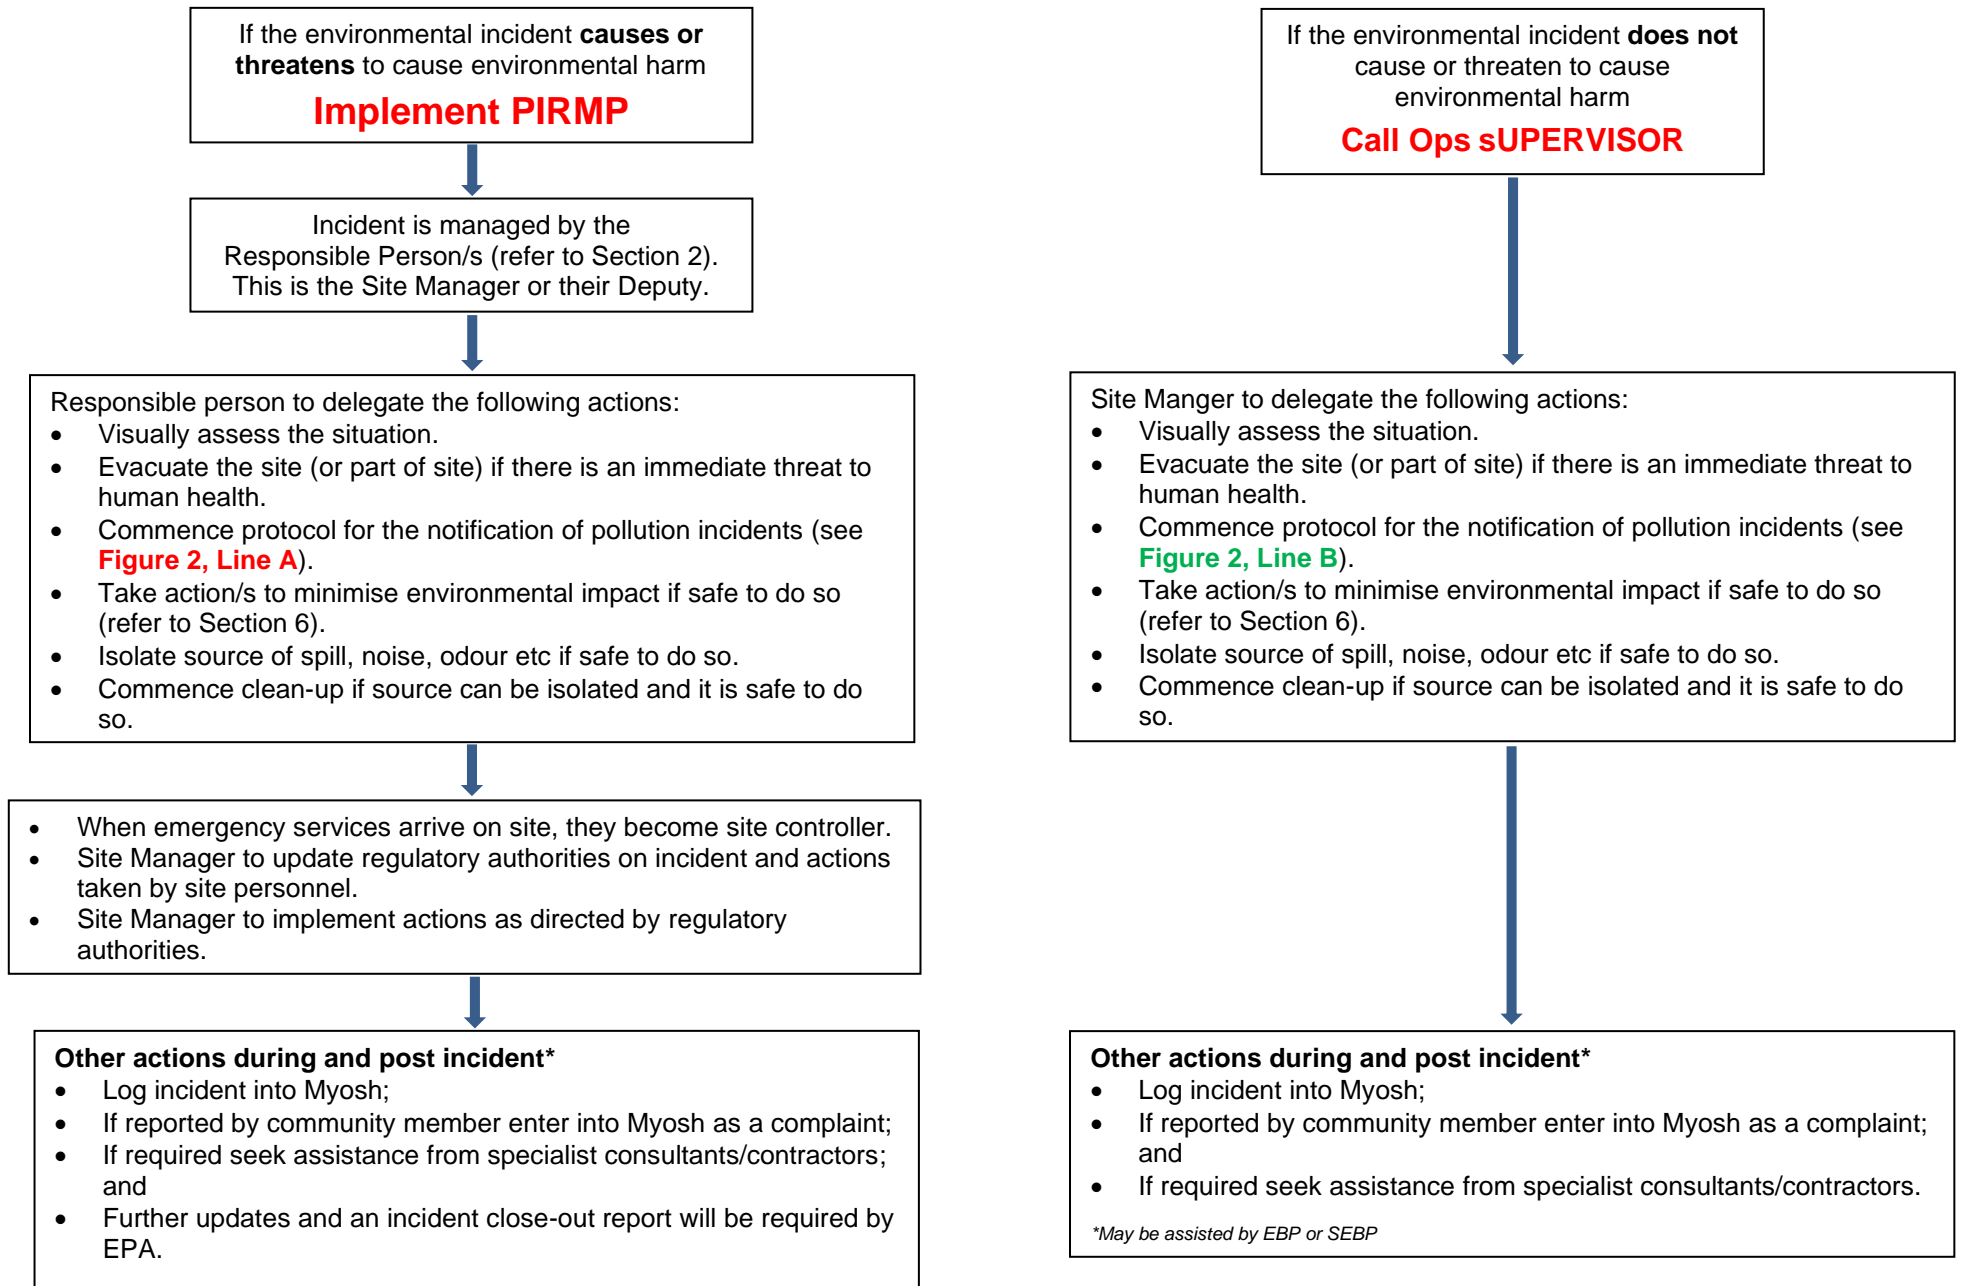 If the environmental incident causes or
threatens to cause environmental harm
Implement PIRMP
Incident is managed by the
Responsible Person/s (refer to Section 2).
This is the Site Manager or their Deputy.
Responsible person to delegate the following actions:
• Visually assess the situation.
• Evacuate the site (or part of site) if there is an immediate threat to
human health.
• Commence protocol for the notification of pollution incidents (see
Figure 2, Line A).
• Take action/s to minimise environmental impact if safe to do so
(refer to Section 6).
• Isolate source of spill, noise, odour etc if safe to do so.
• Commence clean-up if source can be isolated and it is safe to do
so.
• When emergency services arrive on site, they become site controller.
• Site Manager to update regulatory authorities on incident and actions
taken by site personnel.
• Site Manager to implement actions as directed by regulatory
authorities.
Other actions during and post incident*
• Log incident into Myosh;
• If reported by community member enter into Myosh as a complaint;
• If required seek assistance from specialist consultants/contractors;
and
• Further updates and an incident close-out report will be required by
EPA.
If the environmental incident does not
cause or threaten to cause
environmental harm
Call Ops sUPERVISOR
Site Manger to delegate the following actions:
• Visually assess the situation.
• Evacuate the site (or part of site) if there is an immediate threat to
human health.
• Commence protocol for the notification of pollution incidents (see
Figure 2, Line B).
• Take action/s to minimise environmental impact if safe to do so
(refer to Section 6).
• Isolate source of spill, noise, odour etc if safe to do so.
• Commence clean-up if source can be isolated and it is safe to do
so.
Other actions during and post incident*
• Log incident into Myosh;
• If reported by community member enter into Myosh as a complaint;
and
• If required seek assistance from specialist consultants/contractors.
*May be assisted by EBP or SEBP